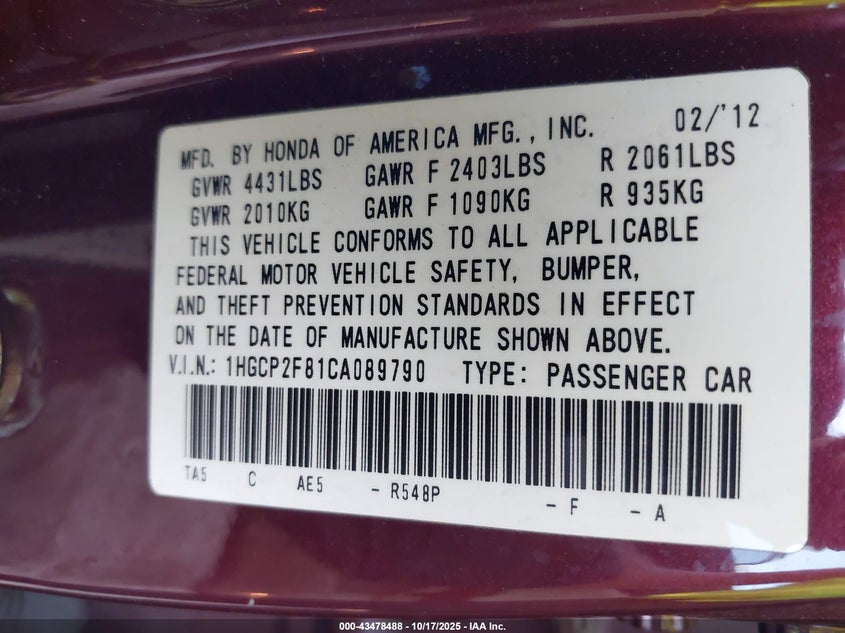 MFD. BY HONDA OF AMERICA MFG., INC. 02/'12
GVWR 4431LBS GAWR F 2403LBS R 2061LBS
GVWR 2010KG GAWR F 1090KG R 935KG
THIS VEHICLE CONFORMS TO ALL APPLICABLE
FEDERAL MOTOR VEHICLE SAFETY, BUMPER,
AND THEFT PREVENTION STANDARDS IN EFFECT
ON THE DATE OF MANUFACTURE SHOWN ABOVE.
V.I.N.: 1HGCP2F81CA089790 TYPE: PASSENGER CAR
TA5 C AE5 - R548P - F - A
000-43478488 - 10/17/2025 - IAA Inc.